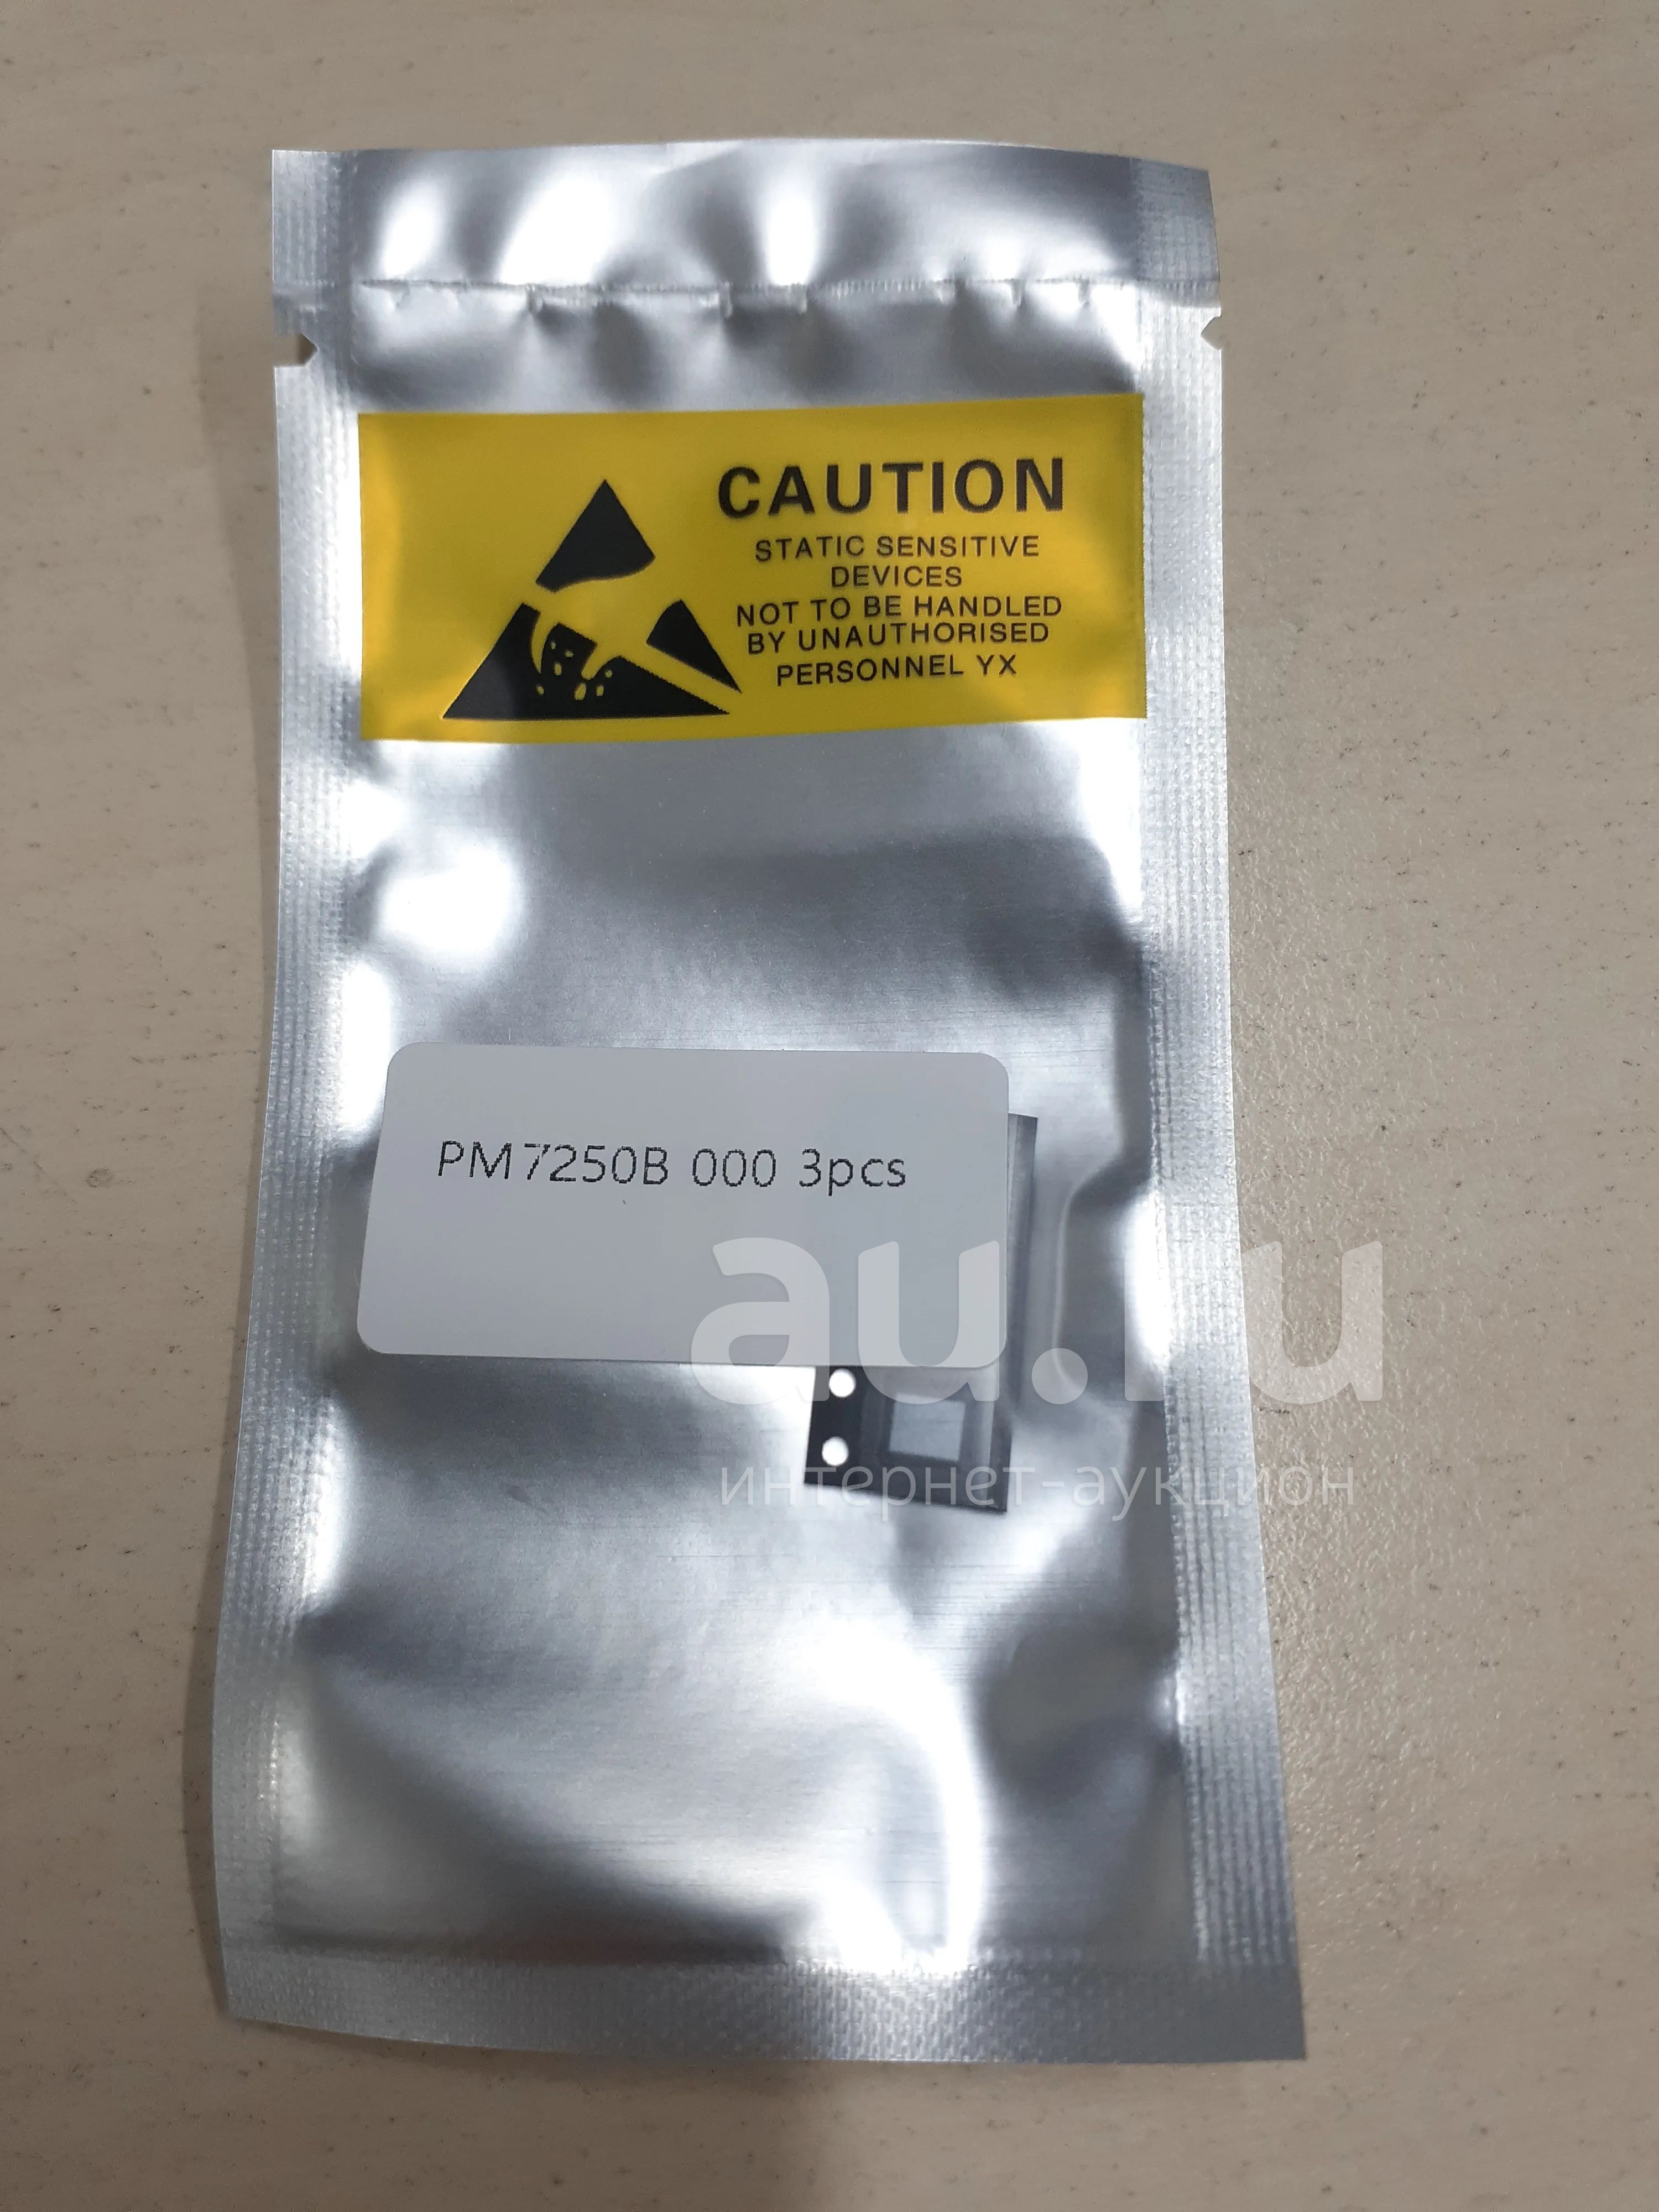 CAUTION
STATIC SENSITIVE
DEVICES
NOT TO BE HANDLED
BY UNAUTHORISED
PERSONNEL YX
PM7250B 000 3pcs
au.ru
интернет-аукцион